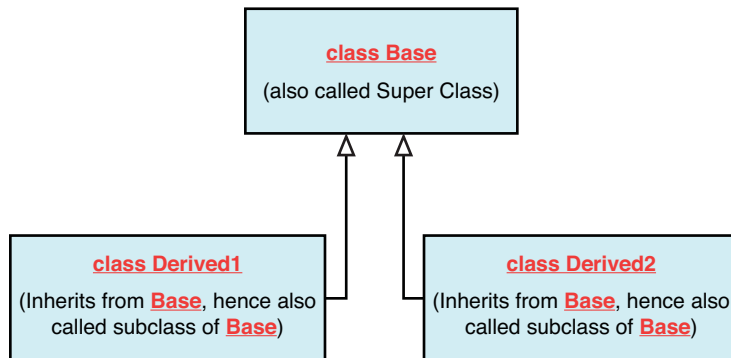 class Base
(also called Super Class)
class Derived1
(Inherits from Base, hence also
called subclass of Base)
class Derived2
(Inherits from Base, hence also
called subclass of Base)